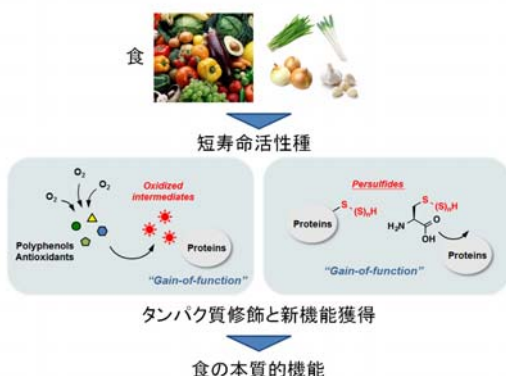 食
短寿命活性種
O₂
O₂
O₂
Oxidized
intermediates
Polyphenols
Antioxidants
Proteins
"Gain-of-function"
Persulfides
S
(S)nH
Proteins
S
(S)nH
H₂N
O
OH
Proteins
"Gain-of-function"
タンパク質修飾と新機能獲得
食の本質的機能